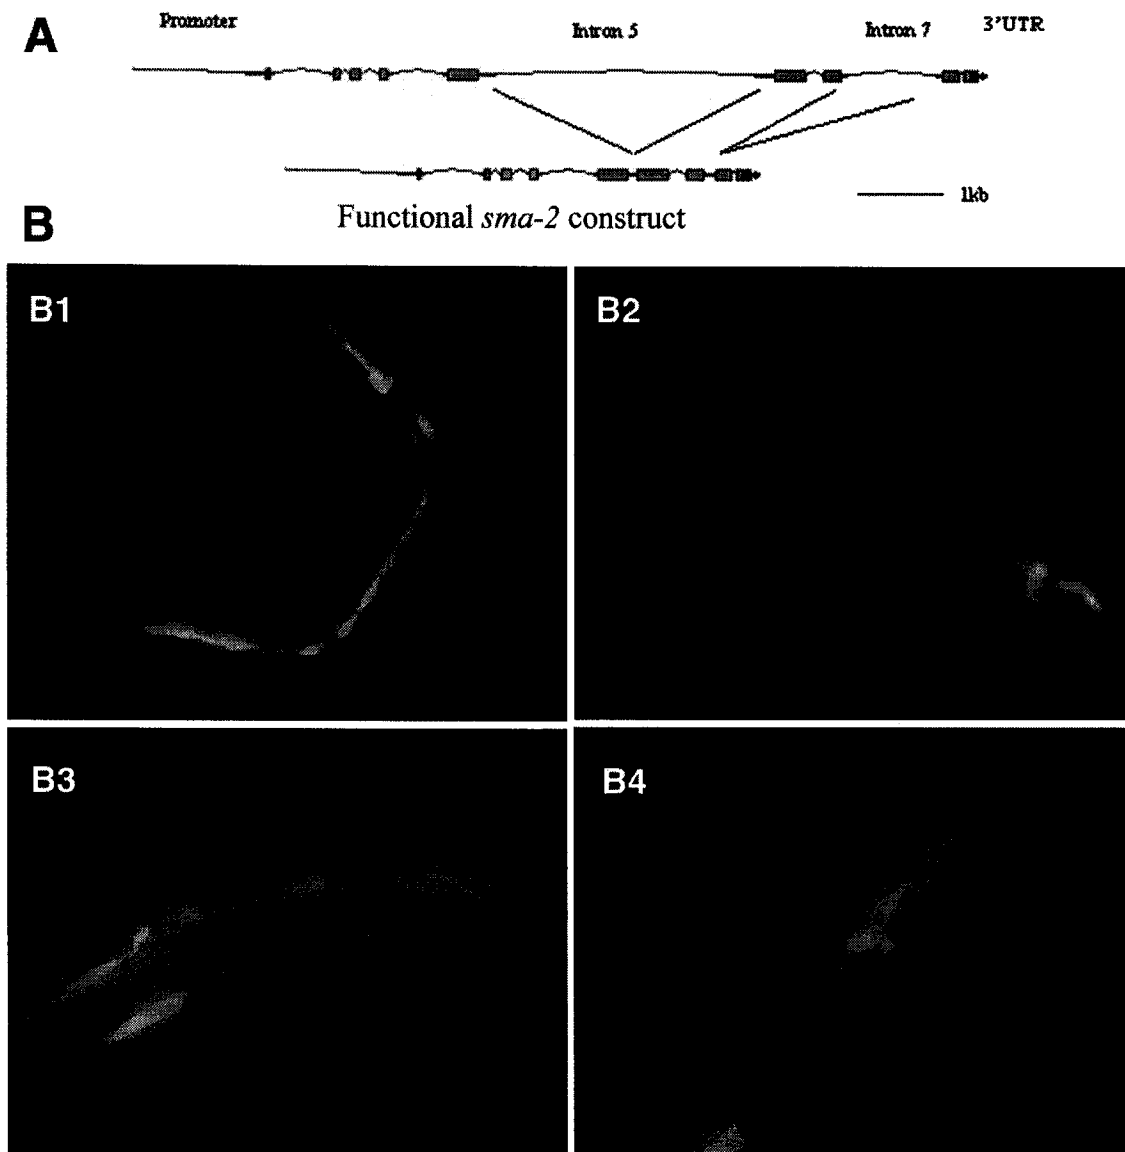 A
Promoter
Intron 5
Intron 7
3'UTR
1kb
Functional sma-2 construct
B
B1
B2
B3
B4